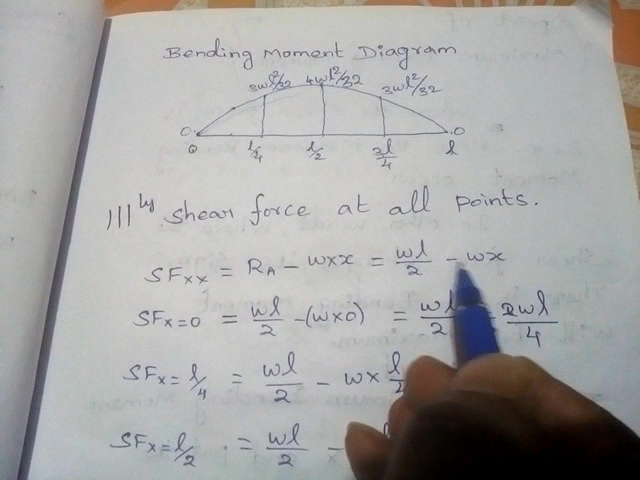 Bending Moment Diagram
3wl²/32 4wl²/32 3wl²/32
0 0
0 l/4 l/2 3l/4 l
|||ly shear force at all points.
SFxx = RA - w×x = wl/2 - wx
SFx=0 = wl/2 - (w×0) = wl/2 2wl/4
SFx=l/4 = wl/2 - w×
SFx=l/2 = wl/2 -